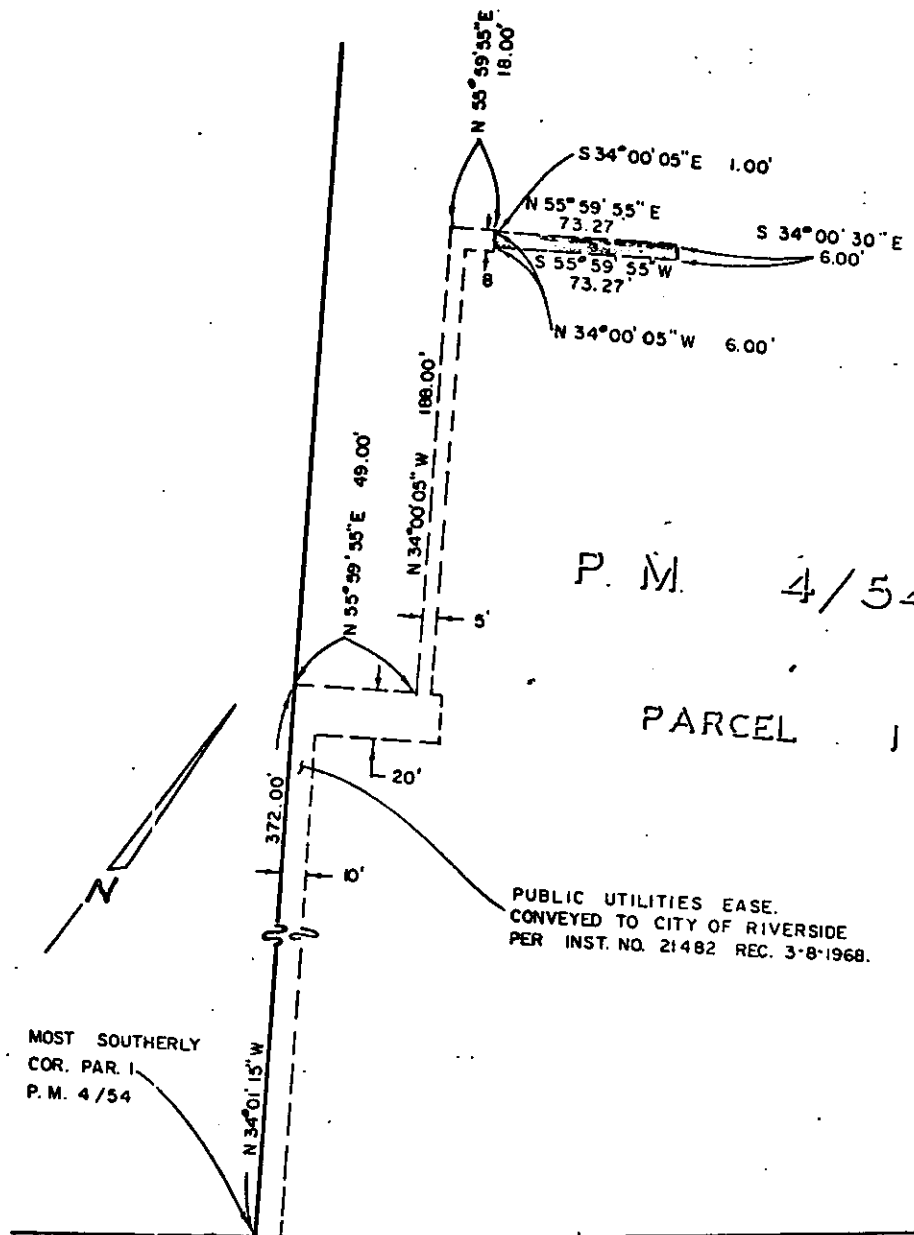 N 55°59'55"E
18.00'
S 34°00'05"E 1.00'
N 55°59'55"E
73.27'
S 34°00'30"E
6.00'
S 55°59'55"W
73.27'
8
N 34°00'05"W 6.00'
N 34°00'05"W 188.00'
N 55°59'55"E 49.00'
5'
P. M. 4/54
PARCEL 1
20'
372.00'
N
10'
PUBLIC UTILITIES EASE.
CONVEYED TO CITY OF RIVERSIDE
PER INST. NO. 21482 REC. 3-8-1968.
MOST SOUTHERLY
COR. PAR. 1
P. M. 4/54
N 34°01'15"W